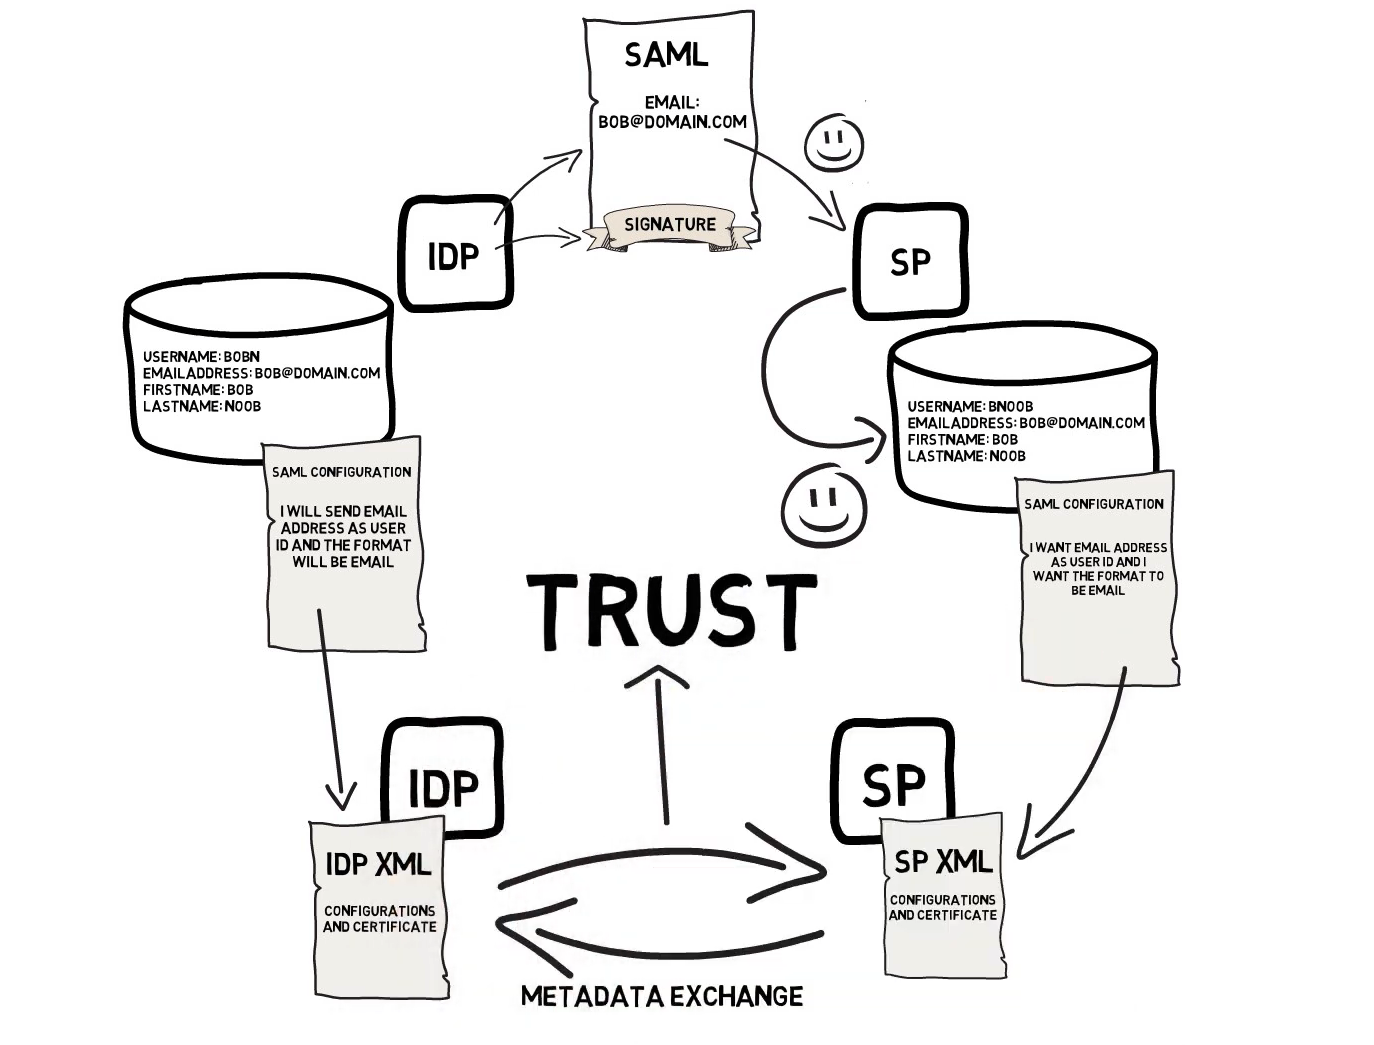 SAML
EMAIL:
BOB@DOMAIN.COM
SIGNATURE
IDP
SP
USERNAME: BOBN
EMAILADDRESS: BOB@DOMAIN.COM
FIRSTNAME: BOB
LASTNAME: NOOB
USERNAME: BNOOB
EMAILADDRESS: BOB@DOMAIN.COM
FIRSTNAME: BOB
LASTNAME: NOOB
SAML CONFIGURATION
I WILL SEND EMAIL
ADDRESS AS USER
ID AND THE FORMAT
WILL BE EMAIL
SAML CONFIGURATION
I WANT EMAIL ADDRESS
AS USER ID AND I
WANT THE FORMAT TO
BE EMAIL
TRUST
IDP
SP
IDP XML
CONFIGURATIONS
AND CERTIFICATE
SP XML
CONFIGURATIONS
AND CERTIFICATE
METADATA EXCHANGE